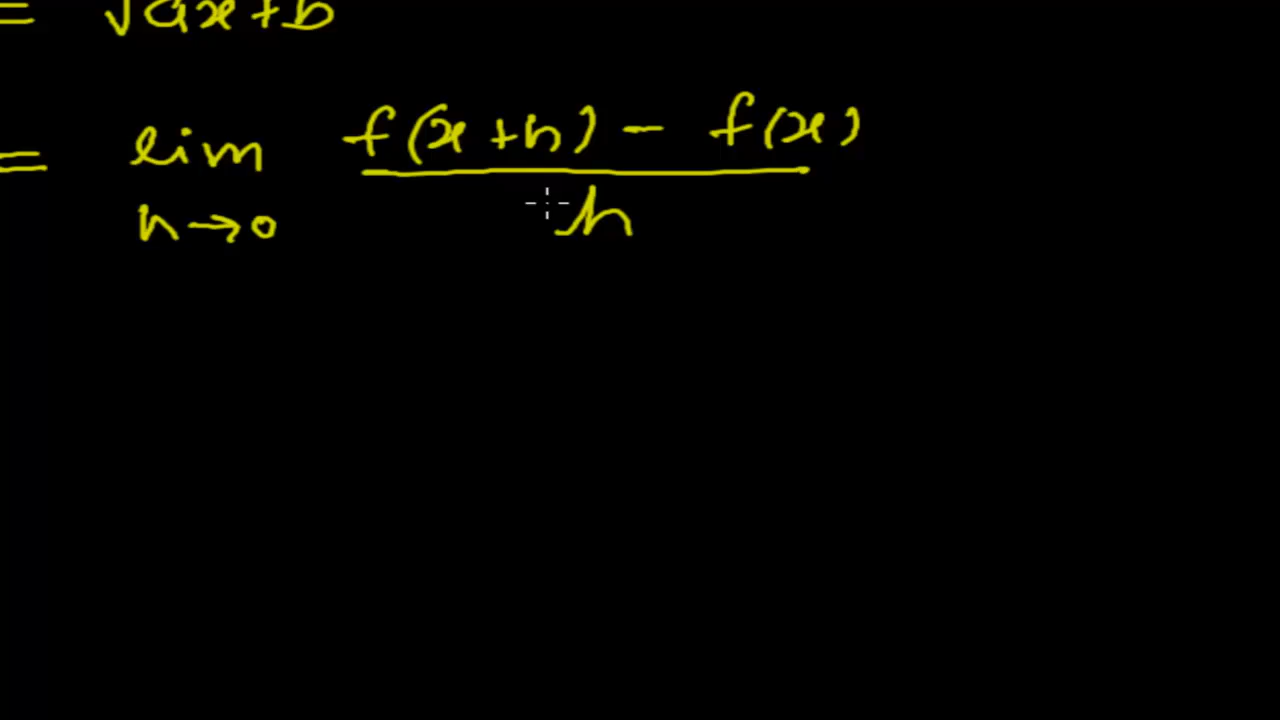 = √ax+b
= lim f(x+h) - f(x)
h→0 h